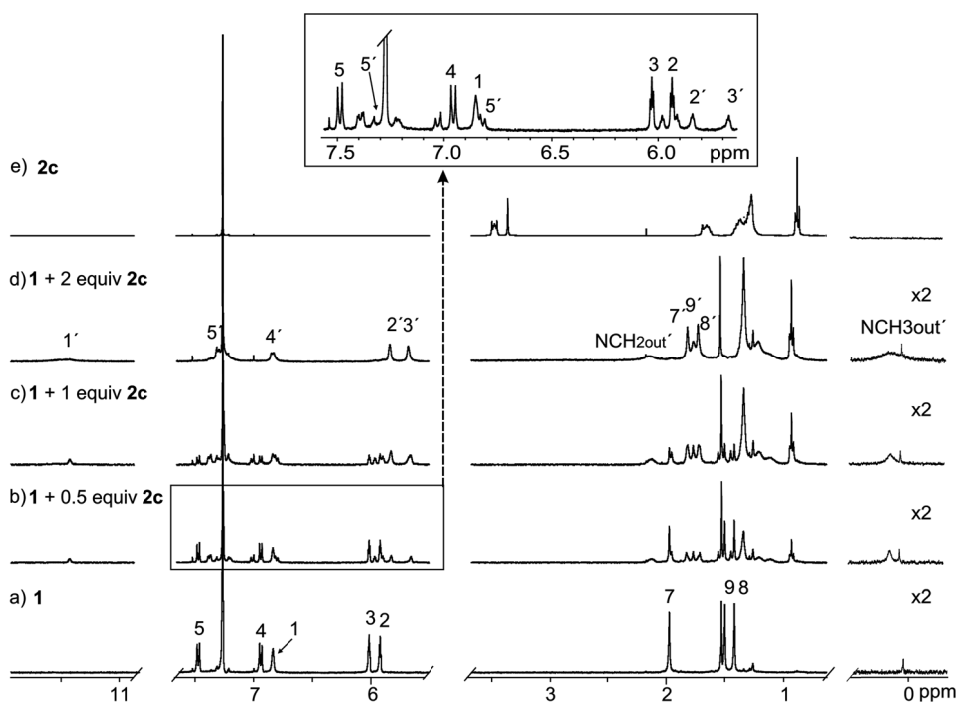 5 5´ 4 1 5´ 3 2 2´ 3´
7.5 7.0 6.5 6.0 ppm
e) 2c
d) 1 + 2 equiv 2c
1´ 5´ 4´ 2´ 3´ NCH2out´ 7´ 9´ 8´ x2 NCH3out´
c) 1 + 1 equiv 2c
x2
b) 1 + 0.5 equiv 2c
x2
a) 1
5 4 1 3 2 7 9 8 x2
11 7 6 3 2 1 0 ppm